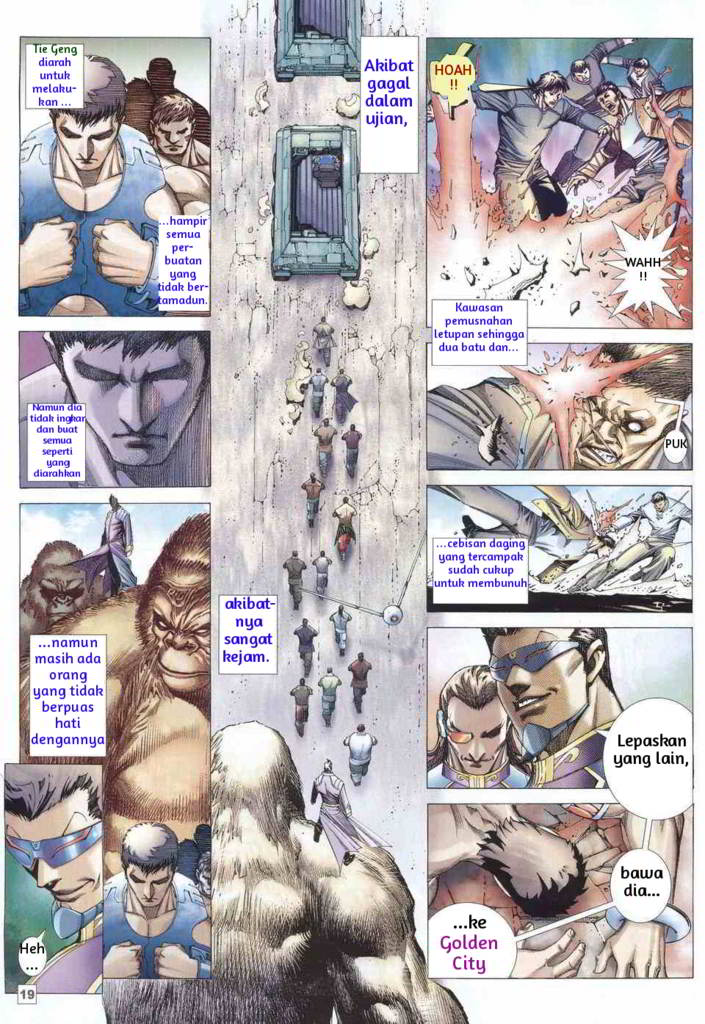 Tie Geng
diarah
untuk
melaku-
kan ...
...hampir
semua
per-
buatan
yang
tidak ber-
tamadun.
Namun dia
tidak ingkar
dan buat
semua
seperti
yang
diarahkan
...namun
masih ada
orang
yang tidak
berpuas
hati
dengannya
Heh
...
Akibat
gagal
dalam
ujian,
akibat-
nya
sangat
kejam.
HOAH
!!
WAHH
!!
Kawasan
pemusnahan
letupan sehingga
dua batu dan...
PUK
...cebisan daging
yang tercampak
sudah cukup
untuk membunuh
Lepaskan
yang lain,
bawa
dia...
...ke
Golden
City
19